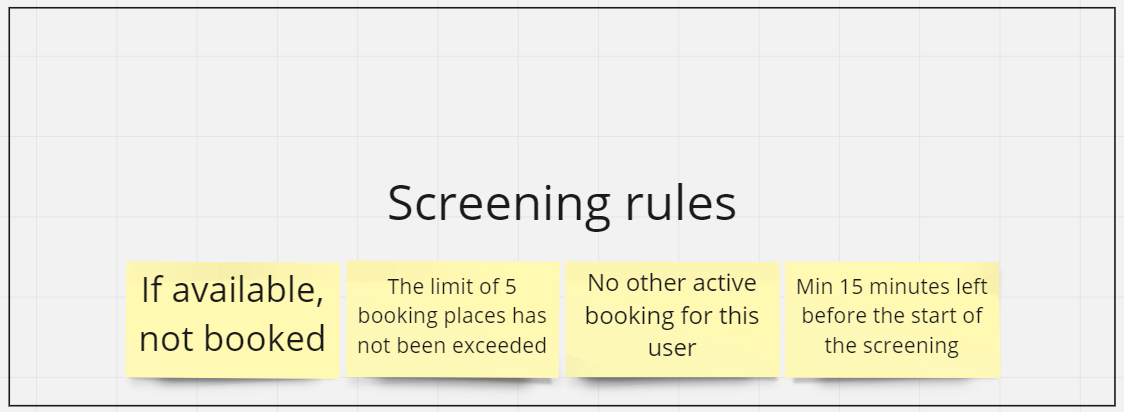 Screening rules
If available,
not booked
The limit of 5
booking places has
not been exceeded
No other active
booking for this
user
Min 15 minutes left
before the start of
the screening